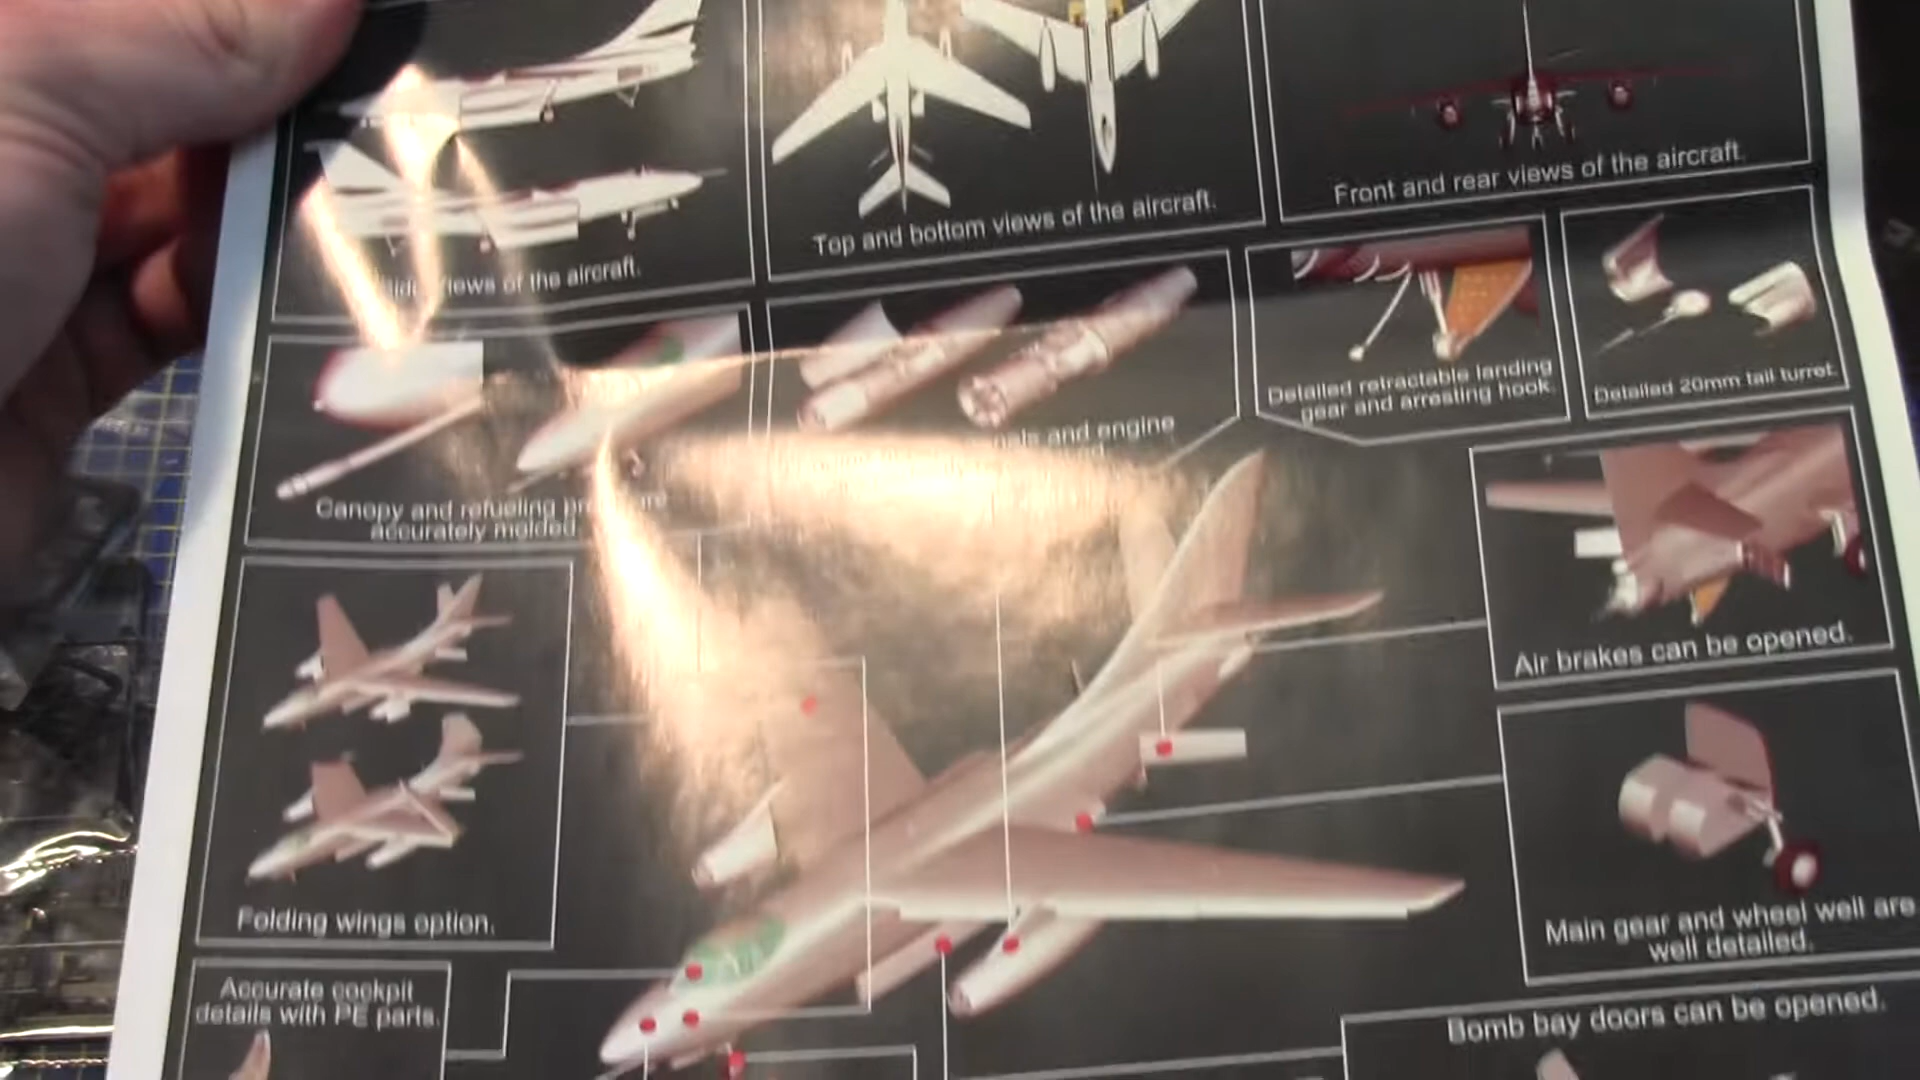 views of the aircraft.
Top and bottom views of the aircraft.
Front and rear views of the aircraft.
Canopy and refueling
accurately molded
and engine
Detailed retractable landing
gear and arresting hook.
Detailed 20mm tail turret.
Air brakes can be opened.
Folding wings option.
Main gear and wheel well are
well detailed.
Accurate cockpit
details with PE parts.
Bomb bay doors can be opened.